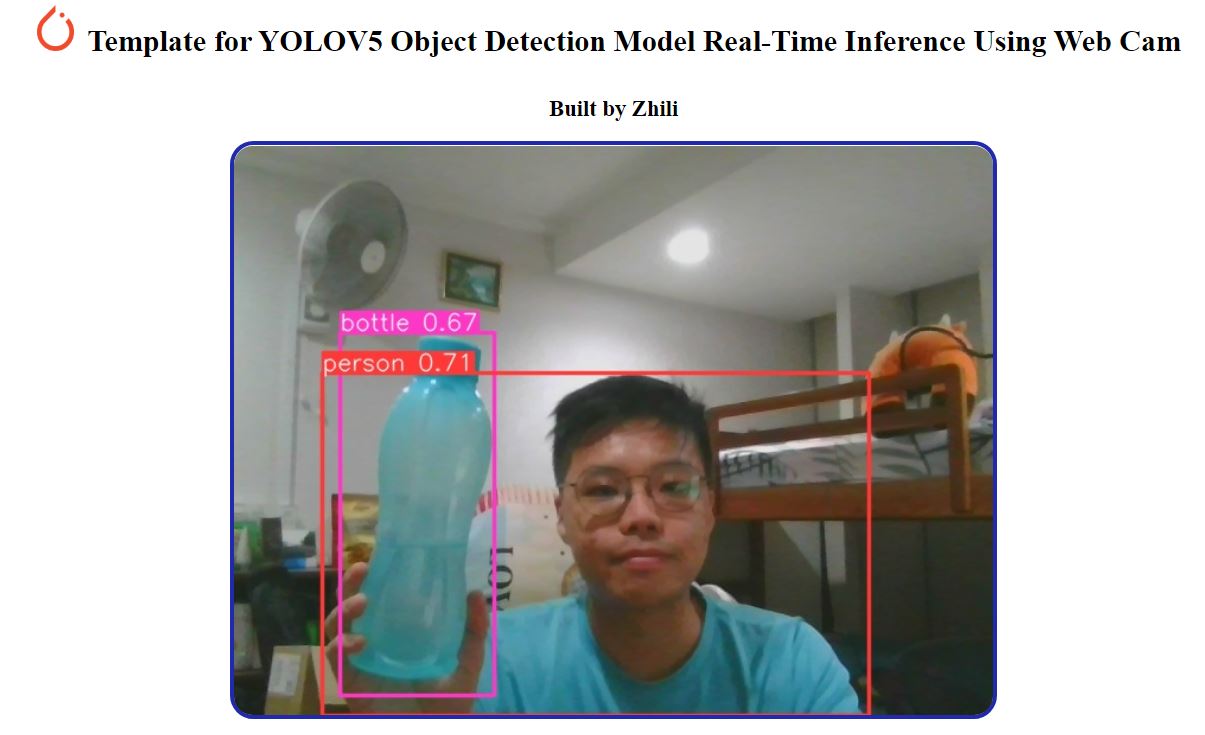 Template for YOLOV5 Object Detection Model Real-Time Inference Using Web Cam
Built by Zhili
bottle 0.67
person 0.71